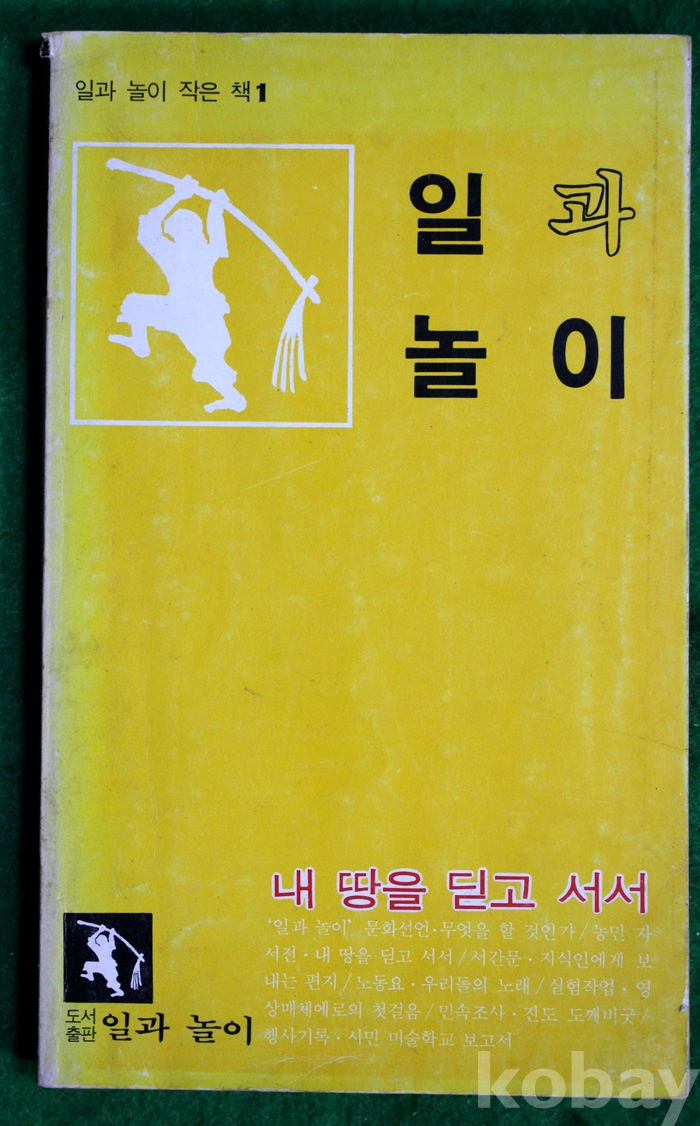 일과 놀이 작은 책 1
일 과
놀 이
내 땅을 딛고 서서
'일과 놀이' 문화선언·무엇을 할 것인가/농민 자
서전·내 땅을 딛고 서서/서간문·지식인에게 보
내는 편지/노동요·우리들의 노래/실험작업·영
상매체에로의 첫걸음/민속조사·진도 도깨비굿/
행사기록·시민 미술학교 보고서
도서
출판 일과 놀이
kobay